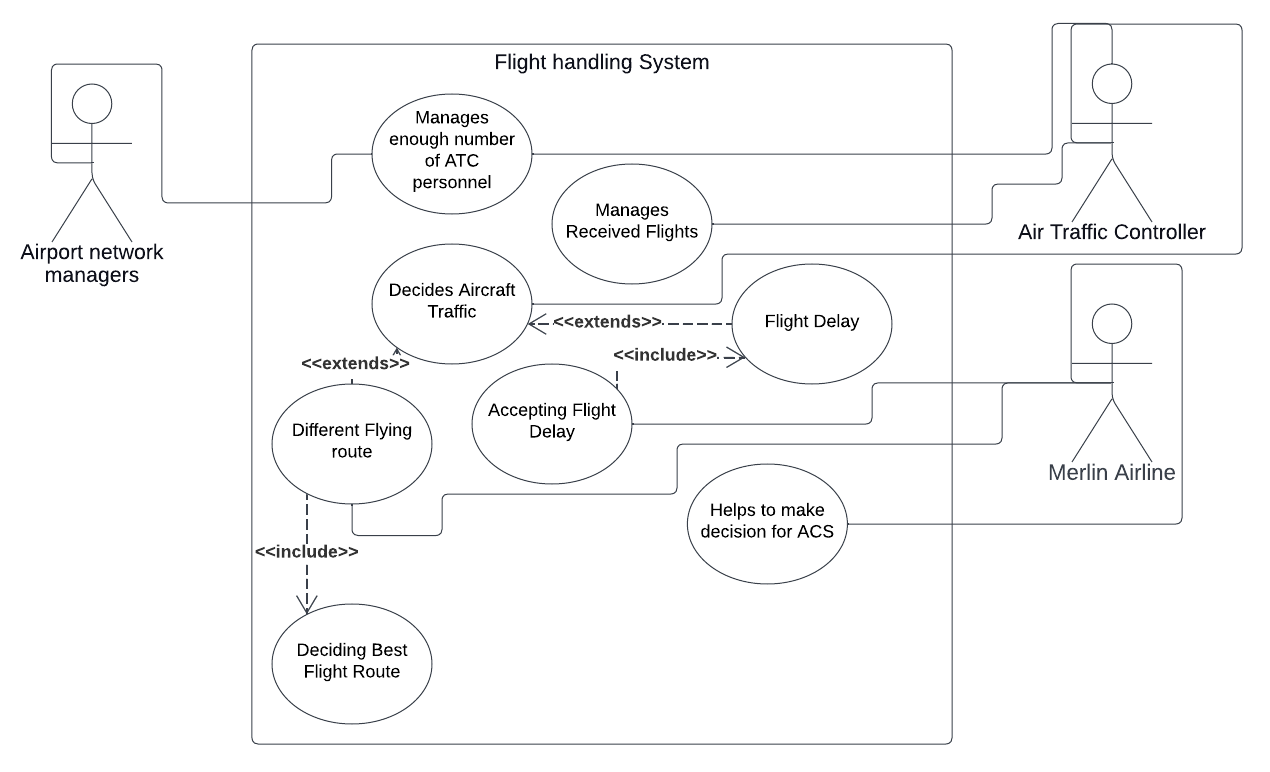 Flight handling System
Manages
enough number
of ATC
personnel
Manages
Received Flights
Air Traffic Controller
Airport network
managers
Decides Aircraft
Traffic
<<extends>>
Flight Delay
<<include>>
<<extends>>
Accepting Flight
Delay
Different Flying
route
Merlin Airline
Helps to make
decision for ACS
<<include>>
Deciding Best
Flight Route